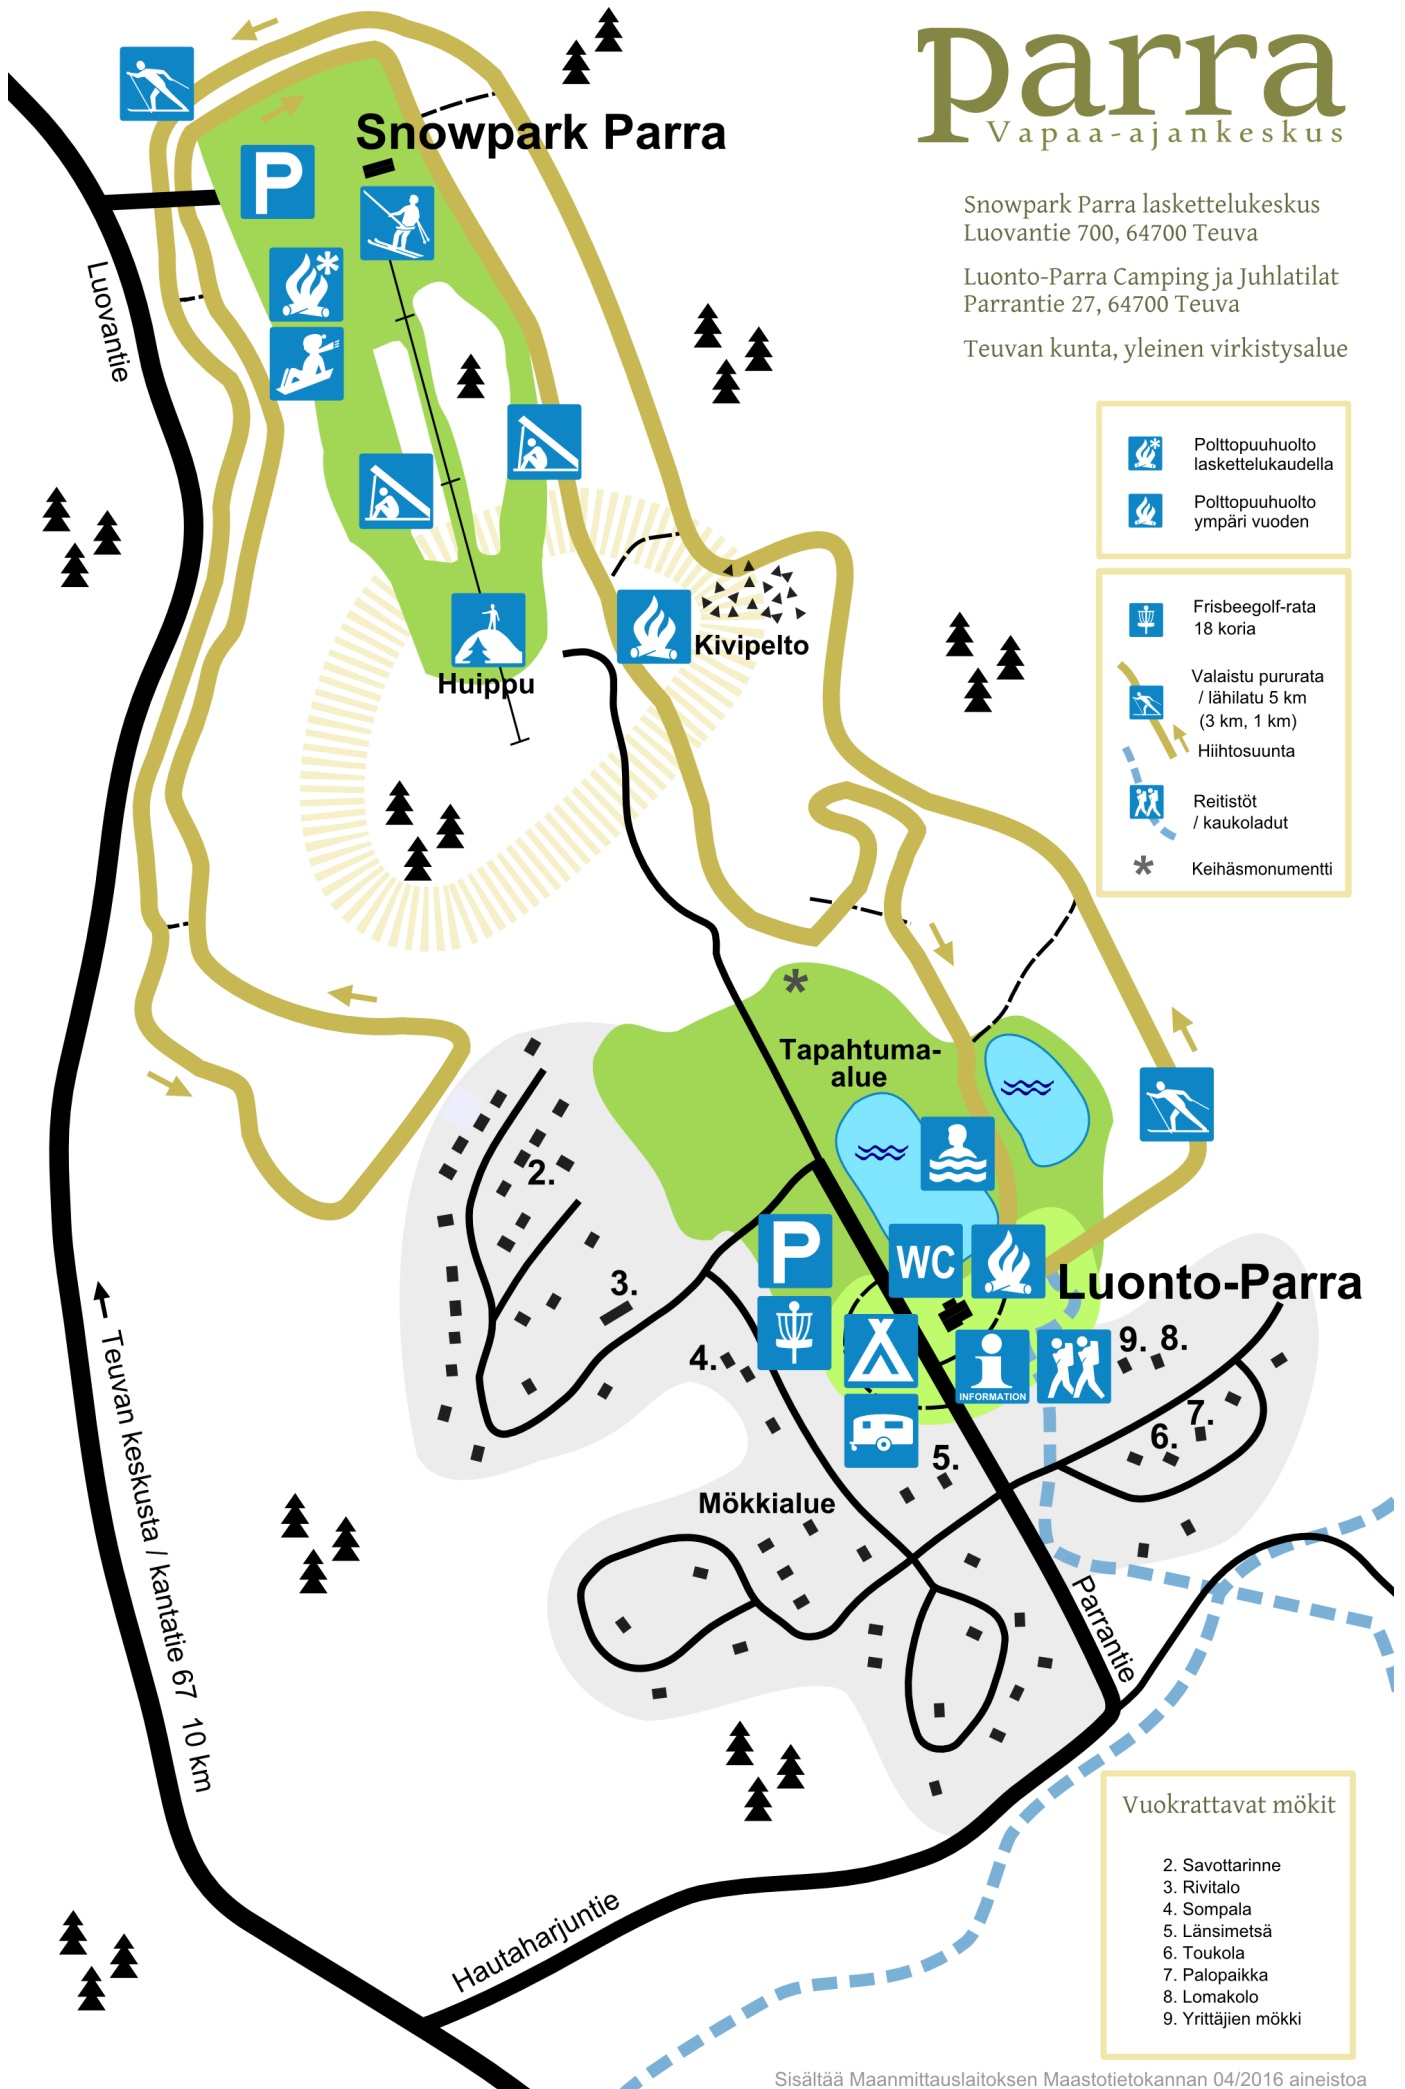 parra
Vapaa-ajankeskus
Snowpark Parra laskettelukeskus
Luovantie 700, 64700 Teuva
Luonto-Parra Camping ja Juhlatilat
Parrantie 27, 64700 Teuva
Teuvan kunta, yleinen virkistysalue
Polttopuuhuolto
laskettelukaudella
Polttopuuhuolto
ympäri vuoden
Frisbeegolf-rata
18 koria
Valaistu pururata
/ lähilatu 5 km
(3 km, 1 km)
Hiihtosuunta
Reitistöt
/ kaukoladut
* Keihäsmonumentti
Snowpark Parra
P
Luovantie
Kivipelto
Huippu
*
Tapahtuma-
alue
2.
3.
P
WC
Luonto-Parra
4.
INFORMATION
9. 8.
7.
6.
5.
Mökkialue
Parrantie
Teuvan keskusta / kantatie 67 10 km
Hautaharjuntie
Vuokrattavat mökit
2. Savottarinne
3. Rivitalo
4. Sompala
5. Länsimetsä
6. Toukola
7. Palopaikka
8. Lomakolo
9. Yrittäjien mökki
Sisältää Maanmittauslaitoksen Maastotietokannan 04/2016 aineistoa